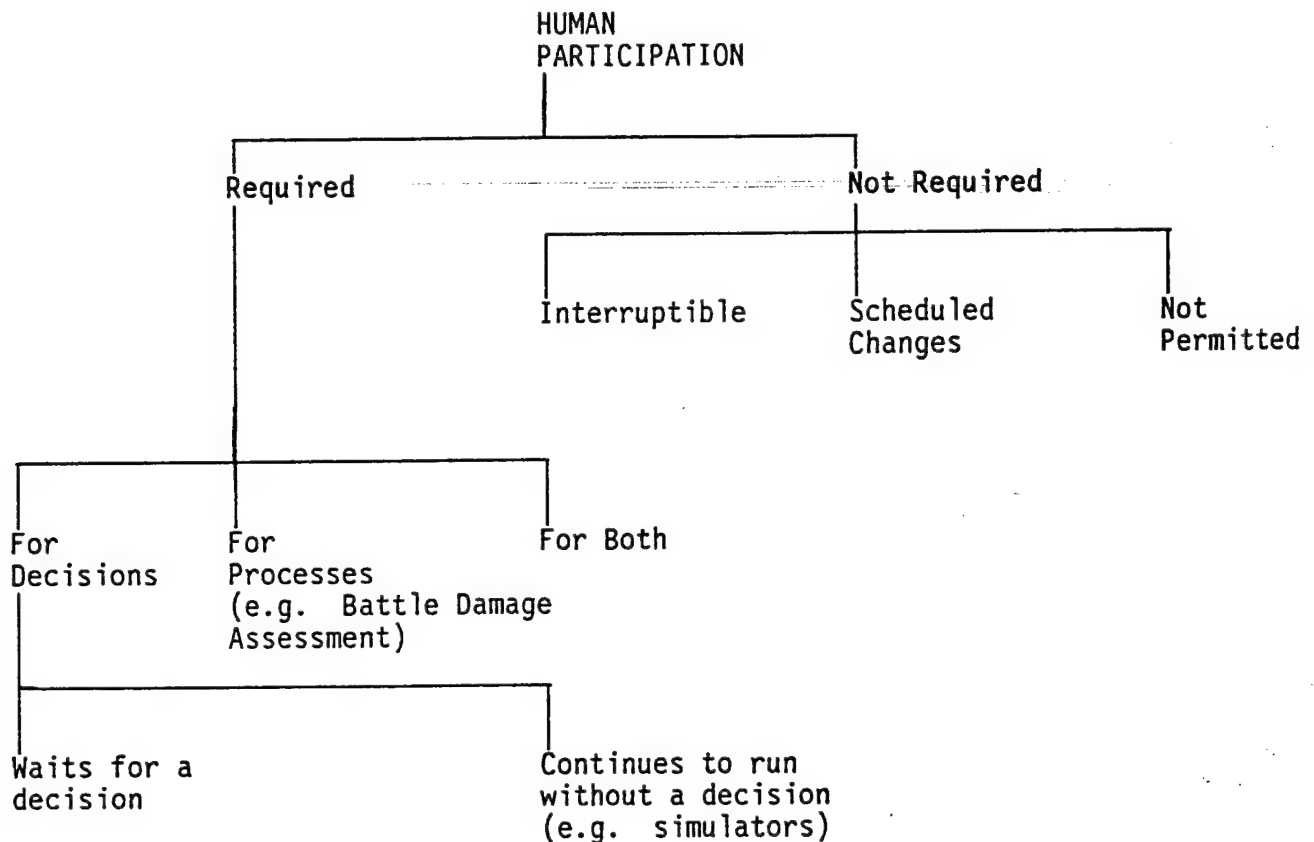 HUMAN
PARTICIPATION
Required
Not Required
Interruptible
Scheduled
Changes
Not
Permitted
For
Decisions
For
Processes
(e.g. Battle Damage
Assessment)
For Both
Waits for a
decision
Continues to run
without a decision
(e.g. simulators)